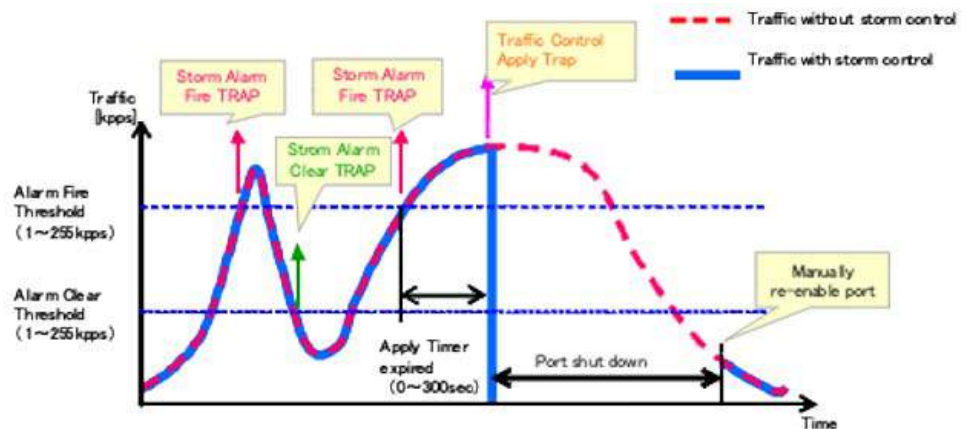 Traffic without storm control
Traffic with storm control
Traffic Control
Apply Trap
Storm Alarm
Fire TRAP
Storm Alarm
Fire TRAP
Traffic
[kpps]
Strom Alarm
Clear TRAP
Alarm Fire
Threshold
(1～255kpps)
Alarm Clear
Threshold
(1～255kpps)
Manually
re-enable port
Apply Timer
expired
(0～300sec)
Port shut down
Time